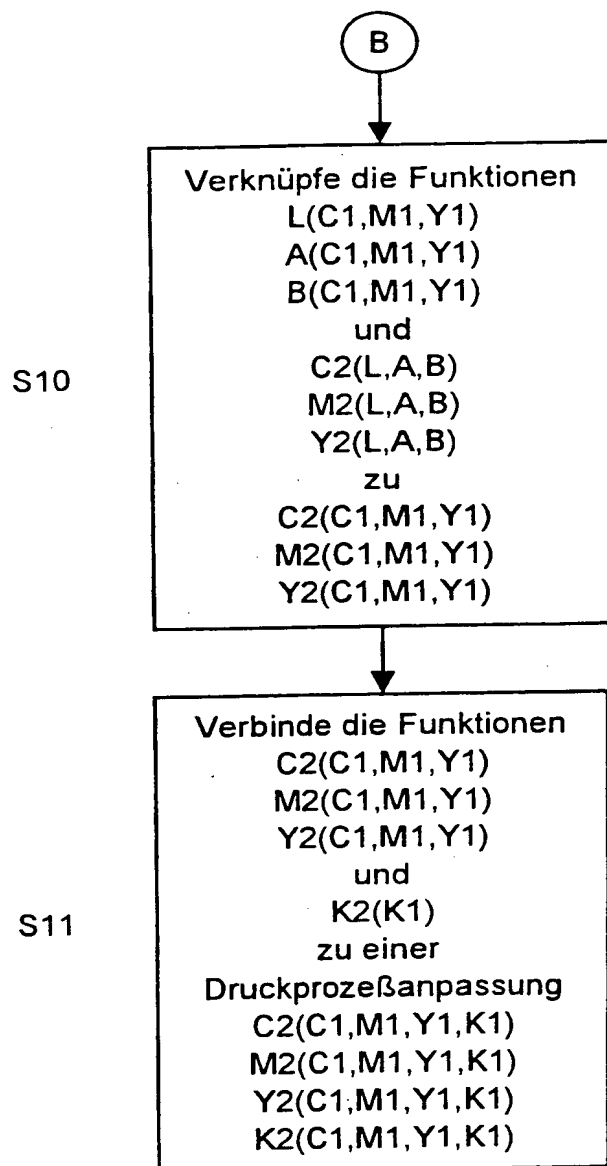 B
Verknüpfe die Funktionen
L(C1,M1,Y1)
A(C1,M1,Y1)
B(C1,M1,Y1)
und
S10
C2(L,A,B)
M2(L,A,B)
Y2(L,A,B)
zu
C2(C1,M1,Y1)
M2(C1,M1,Y1)
Y2(C1,M1,Y1)
Verbinde die Funktionen
C2(C1,M1,Y1)
M2(C1,M1,Y1)
Y2(C1,M1,Y1)
und
S11
K2(K1)
zu einer
Druckprozeßanpassung
C2(C1,M1,Y1,K1)
M2(C1,M1,Y1,K1)
Y2(C1,M1,Y1,K1)
K2(C1,M1,Y1,K1)